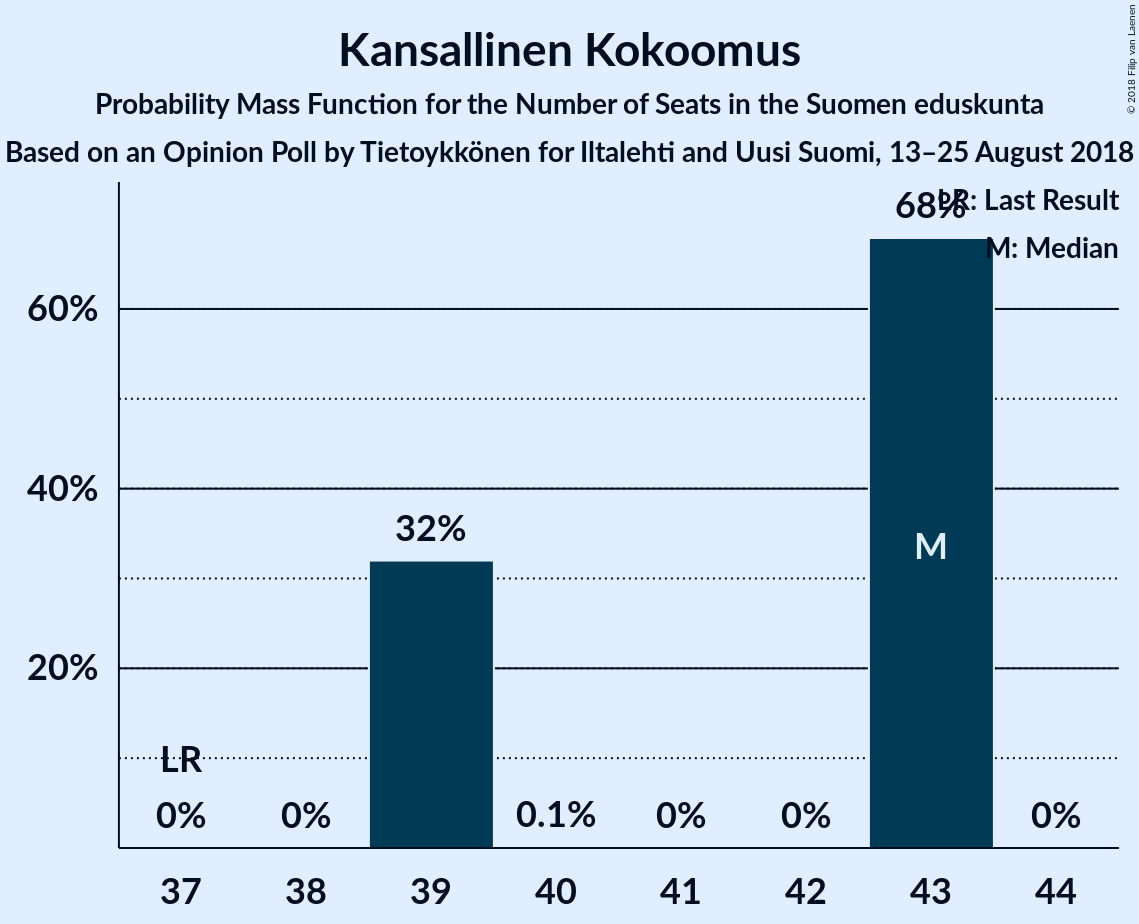 Kansallinen Kokoomus
Probability Mass Function for the Number of Seats in the Suomen eduskunta
Based on an Opinion Poll by Tietoykkönen for Iltalehti and Uusi Suomi, 13–25 August 2018
© 2018 Filip van Laenen
LR: Last Result
M: Median
68%
60%
40%
32%
M
20%
LR
0% 0% 0.1% 0% 0% 0%
37 38 39 40 41 42 43 44